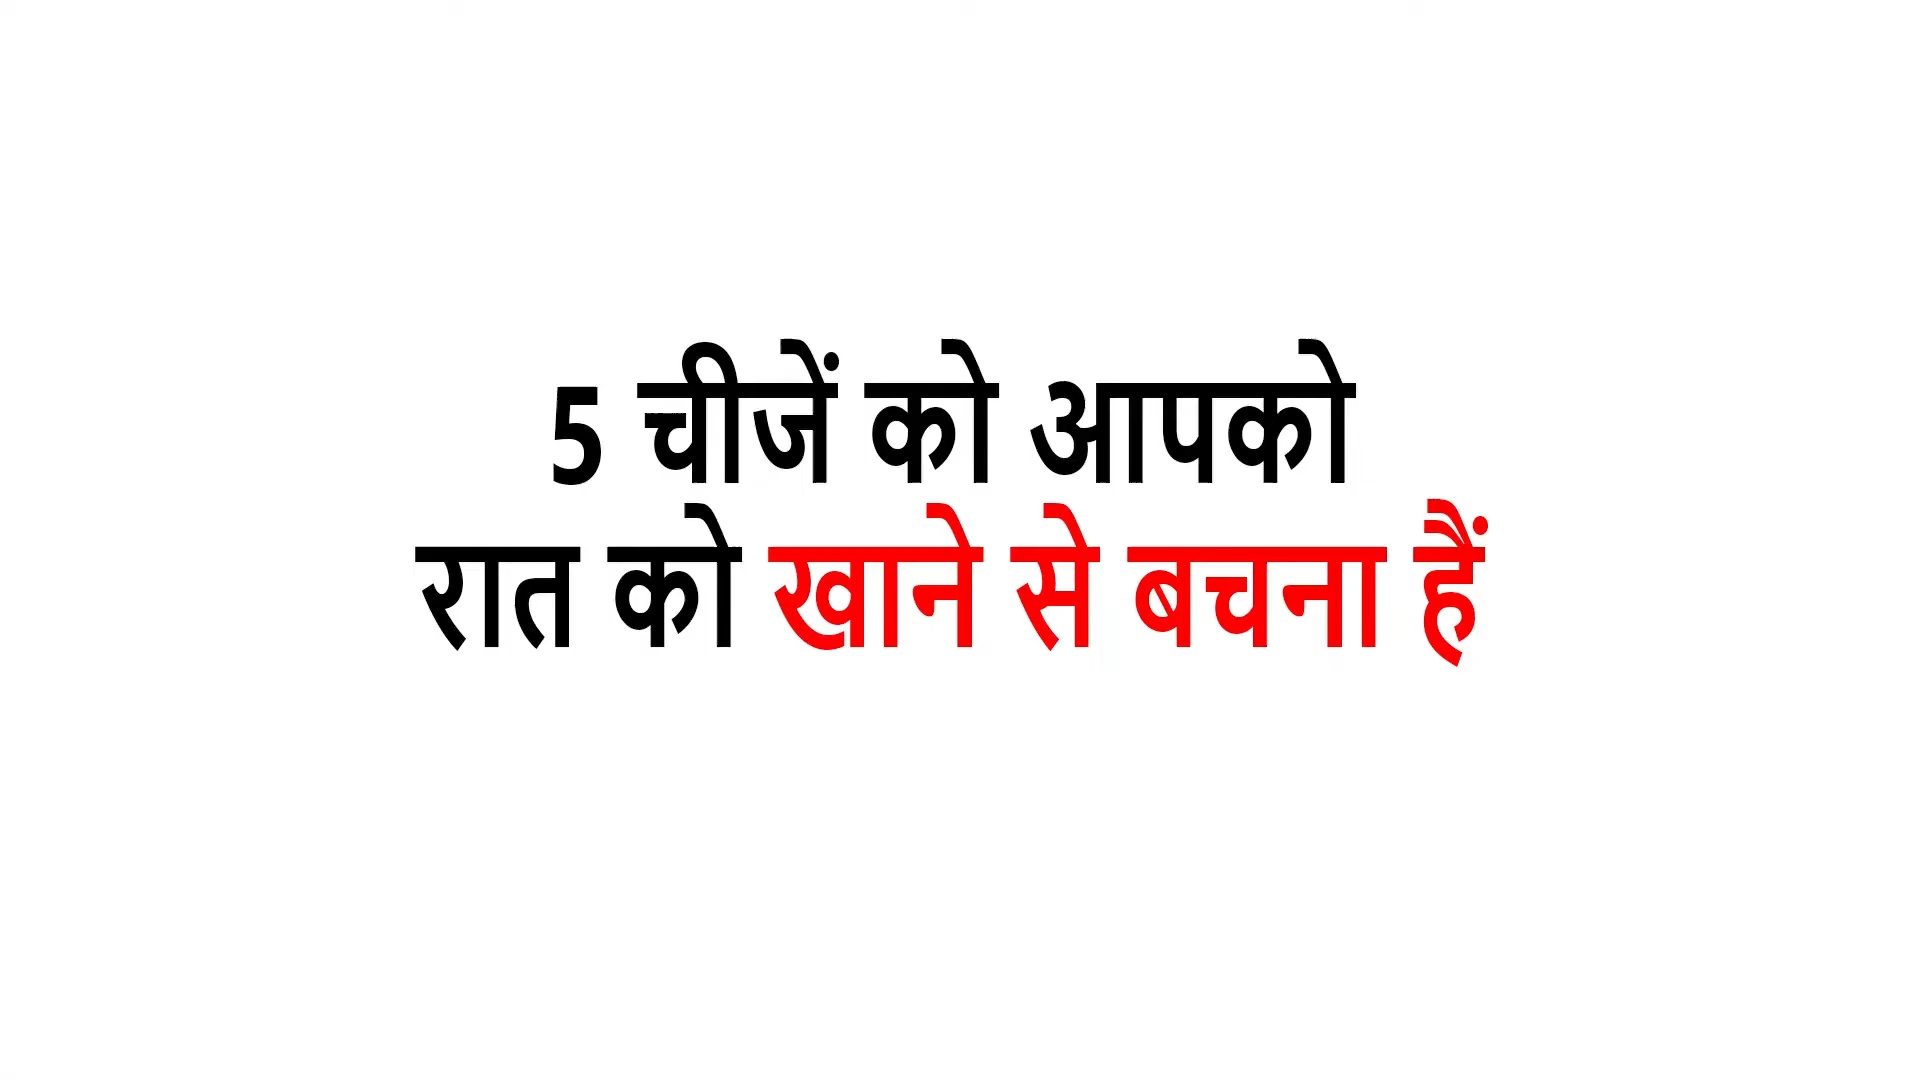 5 चीजें को आपको
रात को खाने से बचना हैं